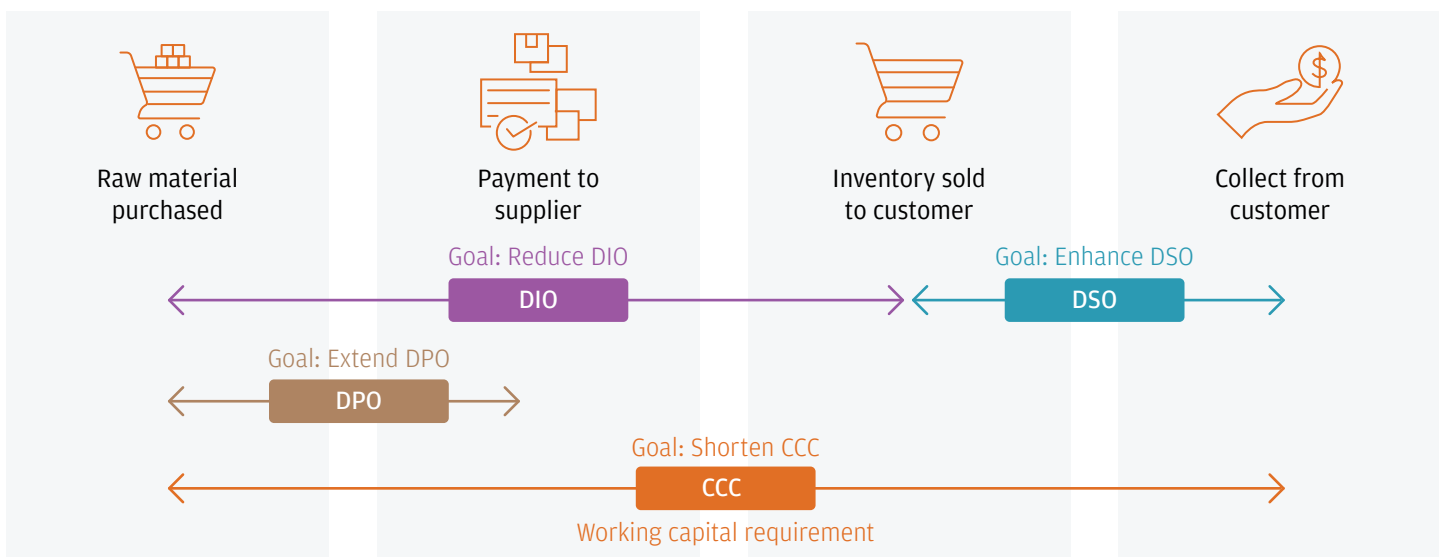 Raw material
purchased
Payment to
supplier
Inventory sold
to customer
Collect from
customer
Goal: Reduce DIO
DIO
Goal: Enhance DSO
DSO
Goal: Extend DPO
DPO
Goal: Shorten CCC
CCC
Working capital requirement
$